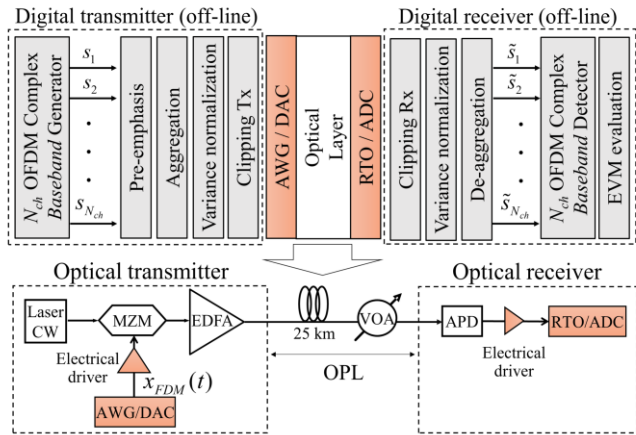 Digital transmitter (off-line)
Digital receiver (off-line)
N_ch OFDM Complex
Baseband Generator
s_1
s_2
s_{N_ch}
Pre-emphasis
Aggregation
Variance normalization
Clipping Tx
AWG / DAC
Optical
Layer
RTO / ADC
Clipping Rx
Variance normalization
De-aggregation
s̃_1
s̃_2
s̃_{N_ch}
N_ch OFDM Complex
Baseband Detector
EVM evaluation
Optical transmitter
Optical receiver
Laser
CW
MZM
EDFA
25 km
VOA
APD
RTO/ADC
Electrical
driver
x_FDM(t)
AWG/DAC
OPL
Electrical
driver